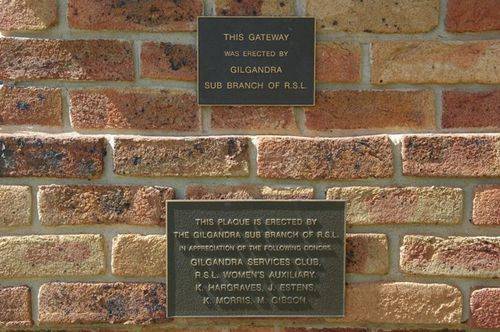 THIS GATEWAY
WAS ERECTED BY
GILGANDRA
SUB BRANCH OF R.S.L.
THIS PLAQUE IS ERECTED BY
THE GILGANDRA SUB BRANCH OF R.S.L.
IN APPRECIATION OF THE FOLLOWING DONORS.
GILGANDRA SERVICES CLUB,
R.S.L. WOMEN'S AUXILIARY.
K. HARGRAVES, J. ESTENS,
K. MORRIS, M. GIBSON.